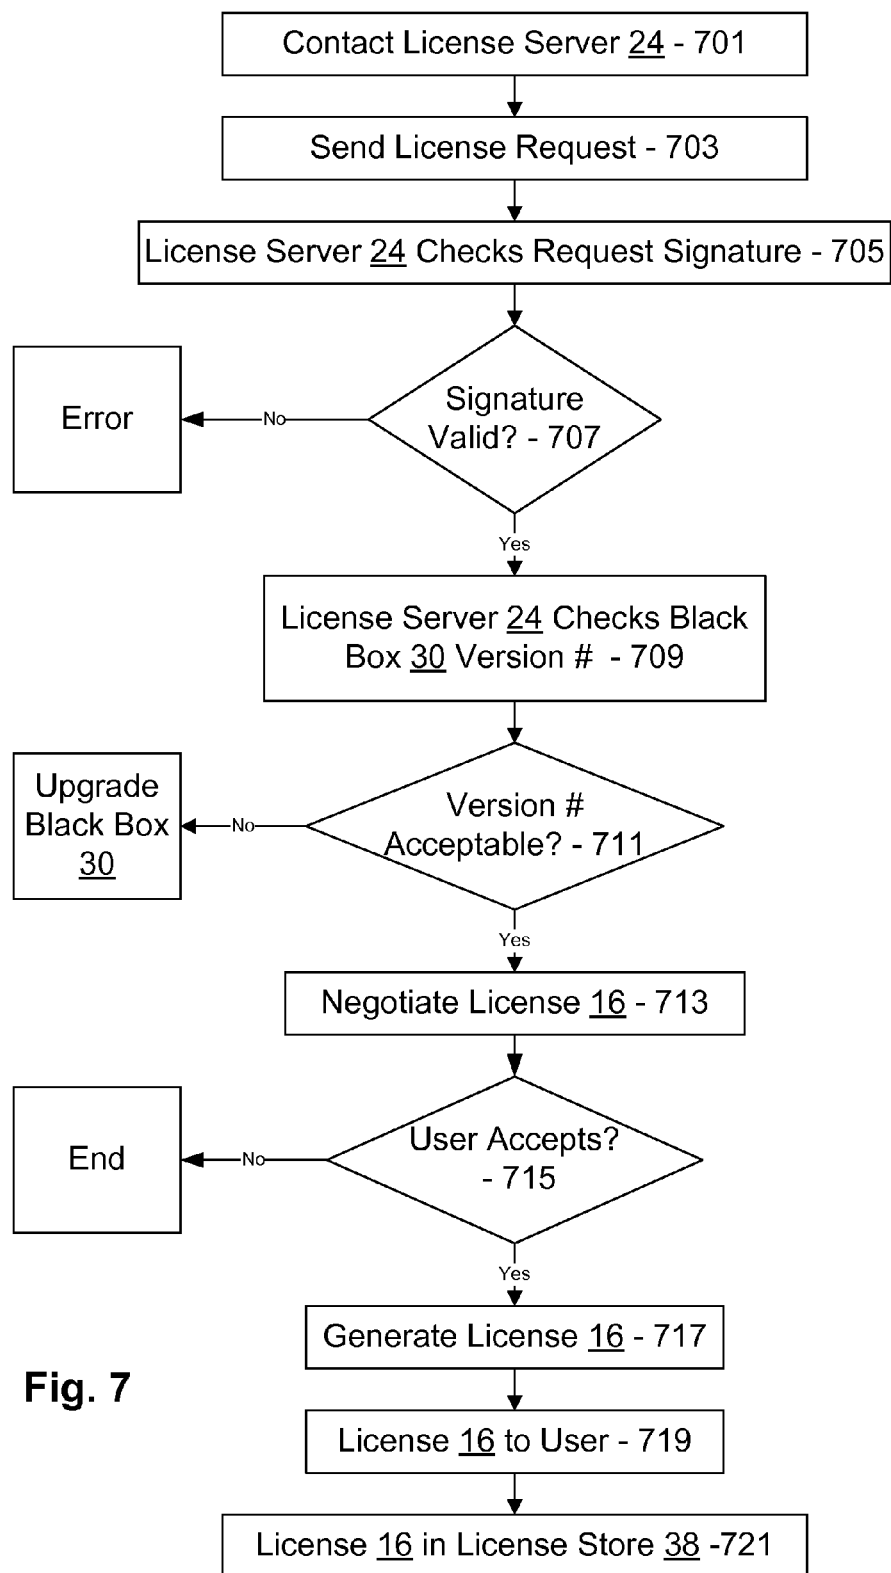 Contact License Server 24 - 701
Send License Request - 703
License Server 24 Checks Request Signature - 705
Signature
Valid? - 707
No
Error
Yes
License Server 24 Checks Black
Box 30 Version # - 709
Version #
Acceptable? - 711
No
Upgrade
Black Box
30
Yes
Negotiate License 16 - 713
User Accepts?
- 715
No
End
Yes
Generate License 16 - 717
Fig. 7
License 16 to User - 719
License 16 in License Store 38 -721